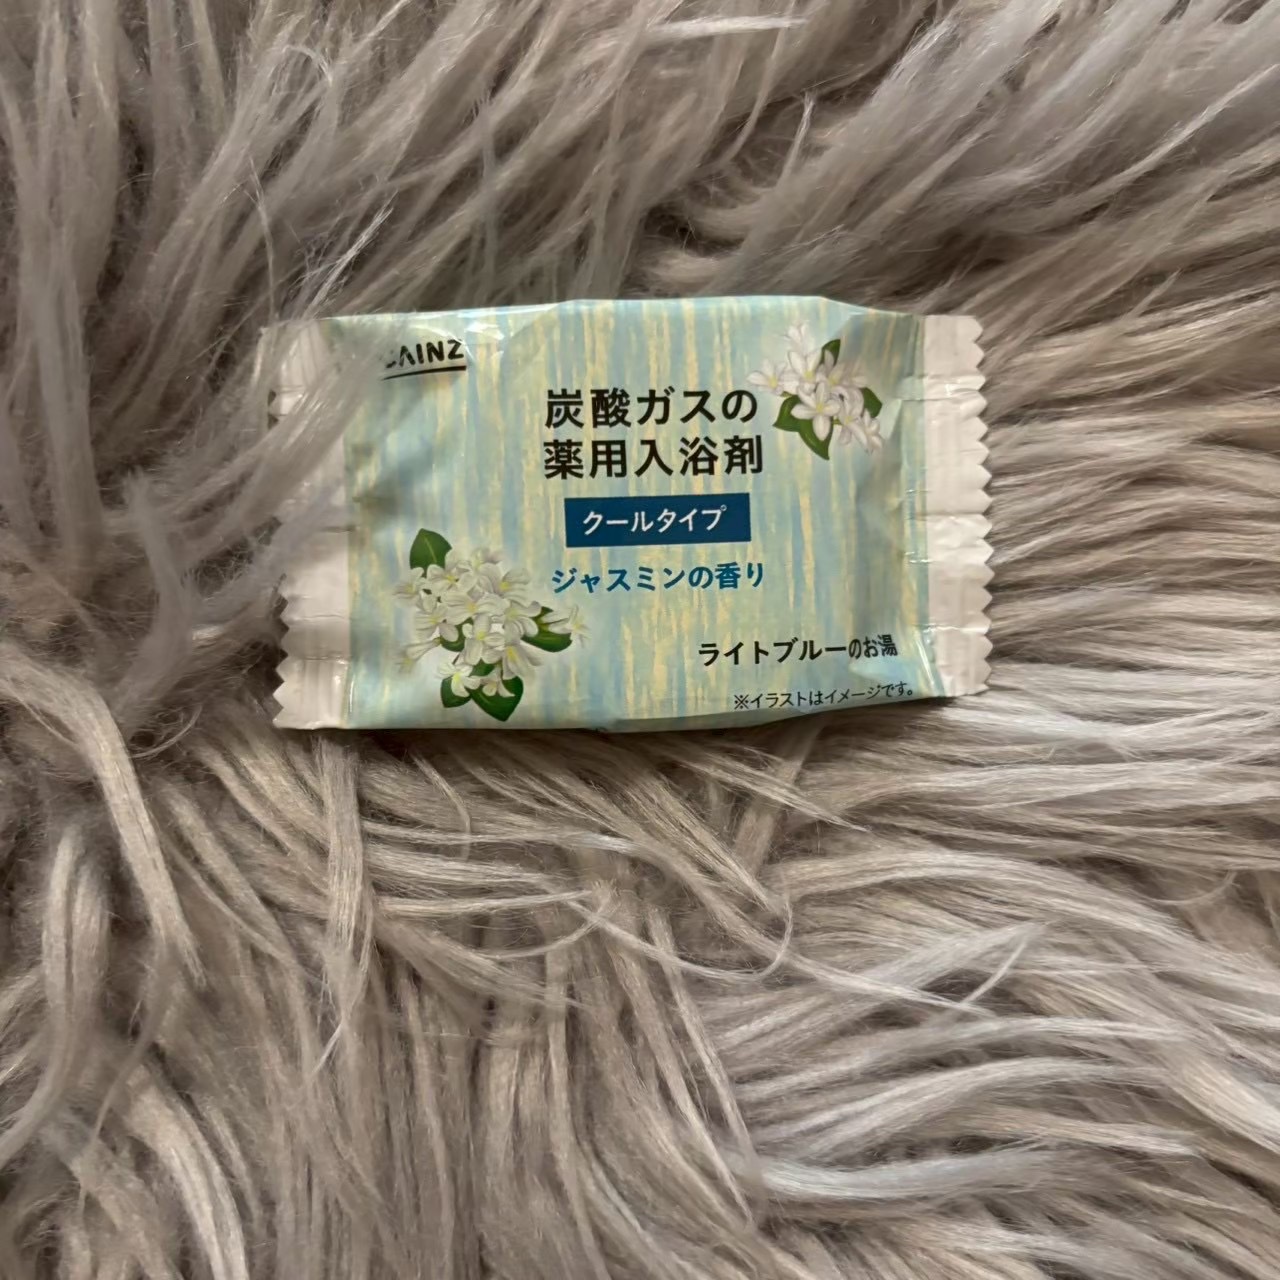 CAINZ
炭酸ガスの
薬用入浴剤
クールタイプ
ジャスミンの香り
ライトブルーのお湯
※イラストはイメージです。